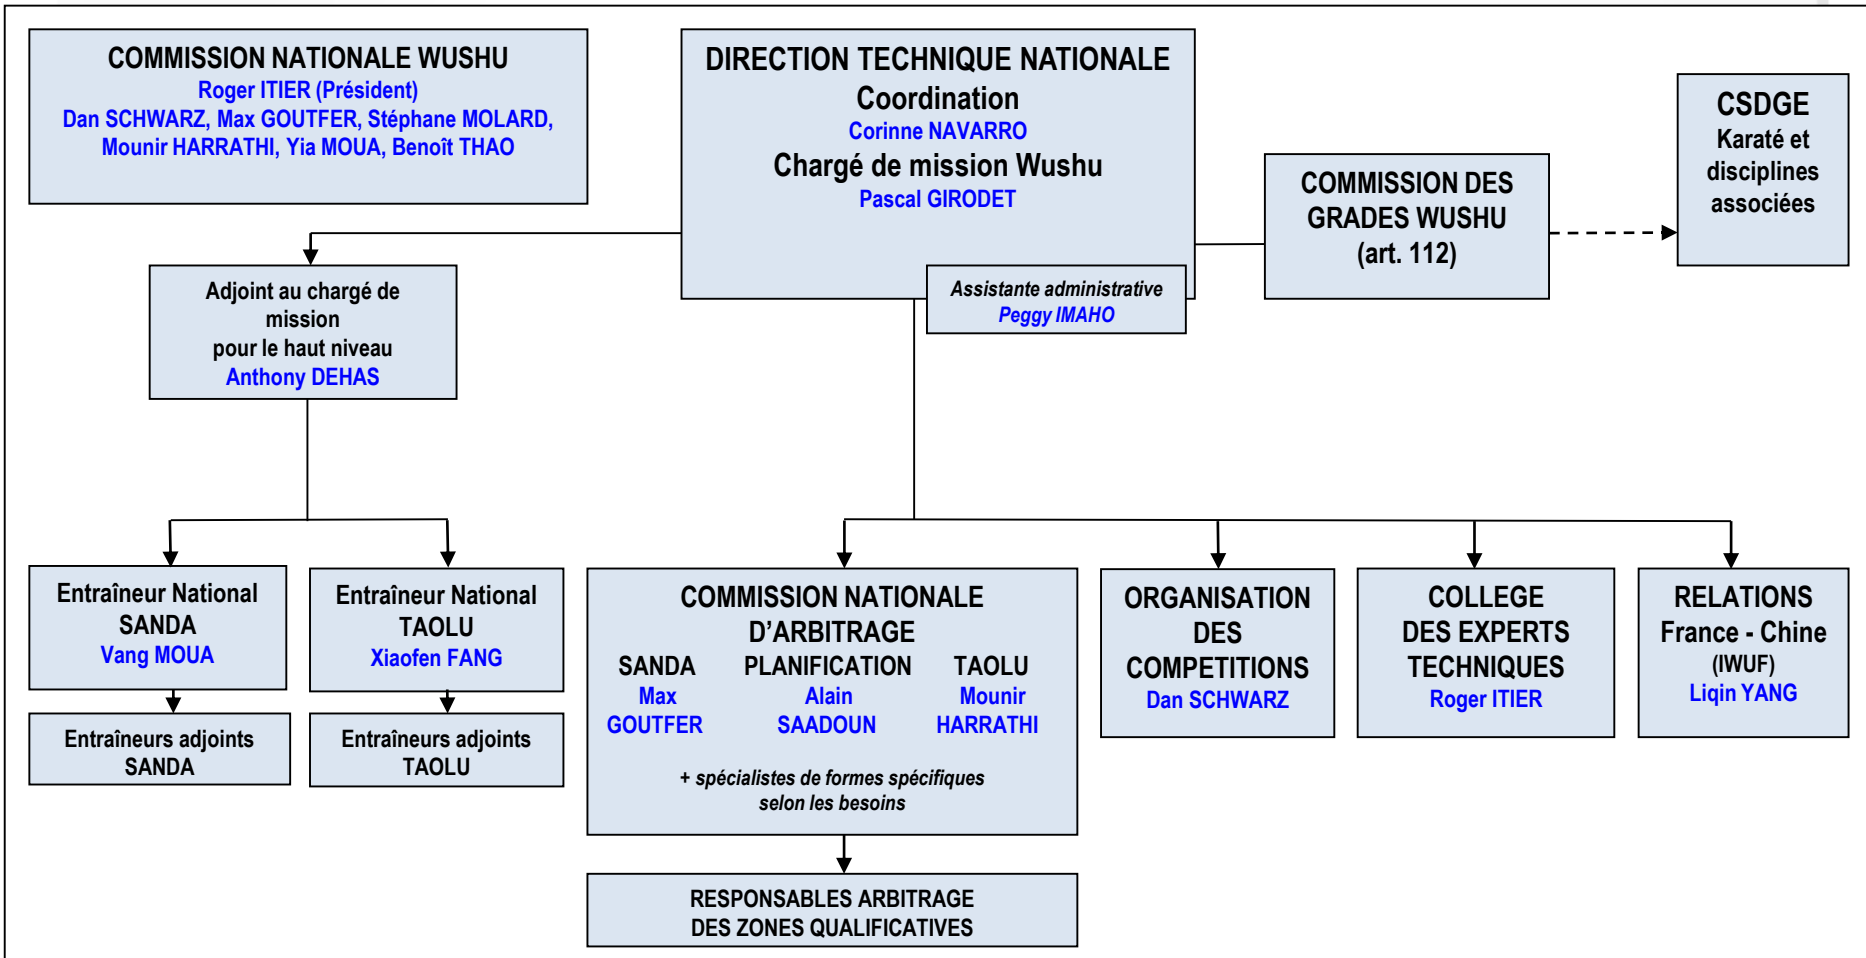 COMMISSION NATIONALE WUSHU
Roger ITIER (Président)
Dan SCHWARZ, Max GOUTFER, Stéphane MOLARD,
Mounir HARRATHI, Yia MOUA, Benoît THAO
DIRECTION TECHNIQUE NATIONALE
Coordination
Corinne NAVARRO
Chargé de mission Wushu
Pascal GIRODET
Assistante administrative
Peggy IMAHO
COMMISSION DES
GRADES WUSHU
(art. 112)
CSDGE
Karaté et
disciplines
associées
Adjoint au chargé de
mission
pour le haut niveau
Anthony DEHAS
Entraîneur National
SANDA
Vang MOUA
Entraîneur National
TAOLU
Xiaofen FANG
Entraîneurs adjoints
SANDA
Entraîneurs adjoints
TAOLU
COMMISSION NATIONALE
D’ARBITRAGE
SANDA PLANIFICATION TAOLU
Max Alain Mounir
GOUTFER SAADOUN HARRATHI
+ spécialistes de formes spécifiques
selon les besoins
RESPONSABLES ARBITRAGE
DES ZONES QUALIFICATIVES
ORGANISATION
DES
COMPETITIONS
Dan SCHWARZ
COLLEGE
DES EXPERTS
TECHNIQUES
Roger ITIER
RELATIONS
France - Chine
(IWUF)
Liqin YANG